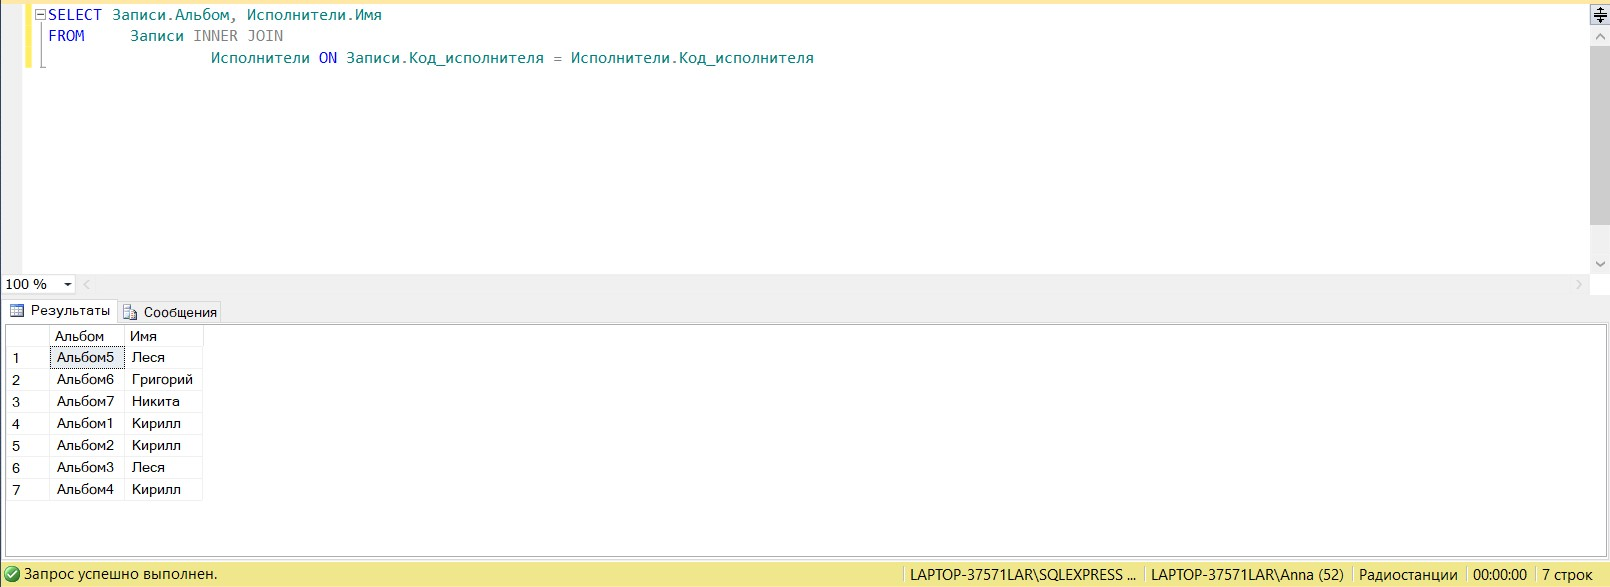 SELECT Записи.Альбом, Исполнители.Имя
FROM Записи INNER JOIN
Исполнители ON Записи.Код_исполнителя = Исполнители.Код_исполнителя
100 %
Результаты Сообщения
Альбом Имя
1 Альбом5 Леся
2 Альбом6 Григорий
3 Альбом7 Никита
4 Альбом1 Кирилл
5 Альбом2 Кирилл
6 Альбом3 Леся
7 Альбом4 Кирилл
Запрос успешно выполнен. LAPTOP-37571LAR\SQLEXPRESS ... LAPTOP-37571LAR\Anna (52) Радиостанции 00:00:00 7 строк